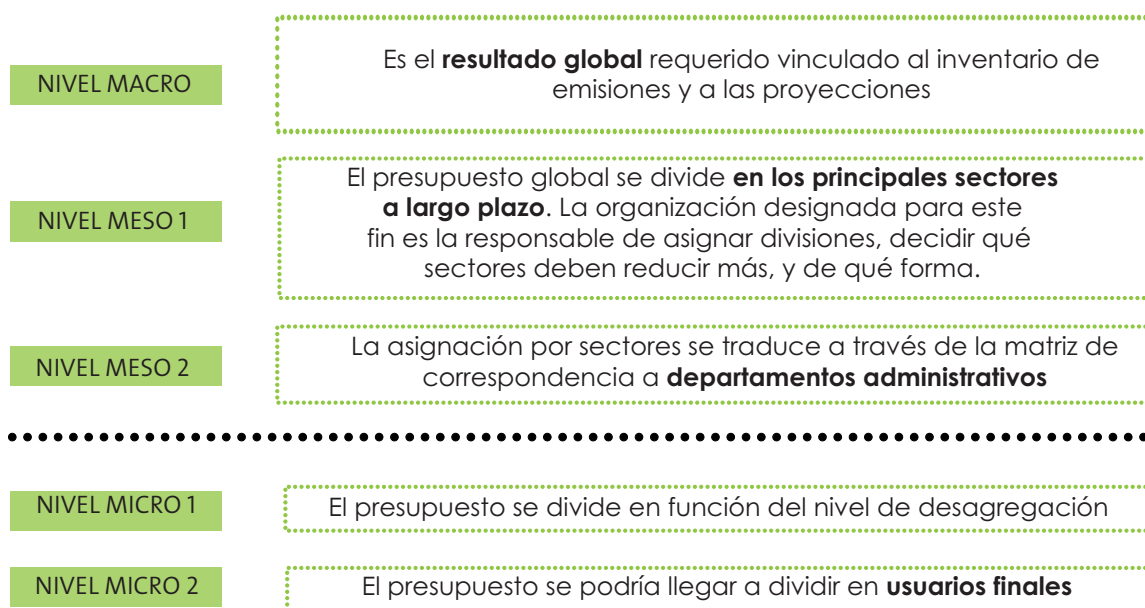 NIVEL MACRO
Es el resultado global requerido vinculado al inventario de
emisiones y a las proyecciones
NIVEL MESO 1
El presupuesto global se divide en los principales sectores
a largo plazo. La organización designada para este
fin es la responsable de asignar divisiones, decidir qué
sectores deben reducir más, y de qué forma.
NIVEL MESO 2
La asignación por sectores se traduce a través de la matriz de
correspondencia a departamentos administrativos
NIVEL MICRO 1
El presupuesto se divide en función del nivel de desagregación
NIVEL MICRO 2
El presupuesto se podría llegar a dividir en usuarios finales